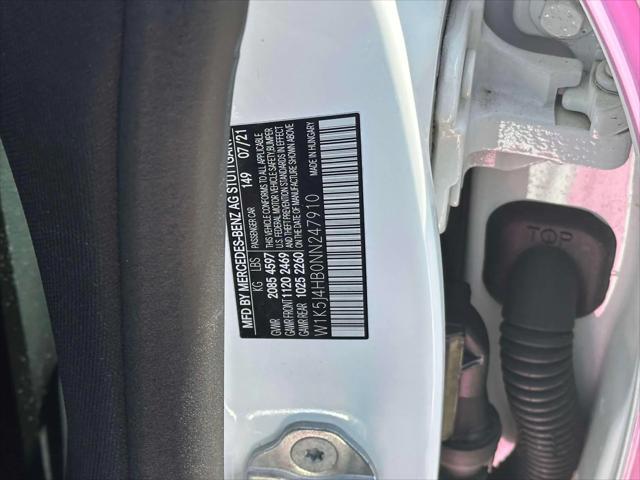 MFD BY MERCEDES-BENZ AG STUTTGART
PASSENGER CAR 149 07/21
KG LBS
GVWR 2085 4597
GAWR FRONT 1120 2469
GAWR REAR 1025 2260
THIS VEHICLE CONFORMS TO ALL APPLICABLE
U.S. FEDERAL MOTOR VEHICLE SAFETY, BUMPER
AND THEFT PREVENTION STANDARDS IN EFFECT
ON THE DATE OF MANUFACTURE SHOWN ABOVE
MADE IN HUNGARY
W1K5J4HB0NN247910
TOP